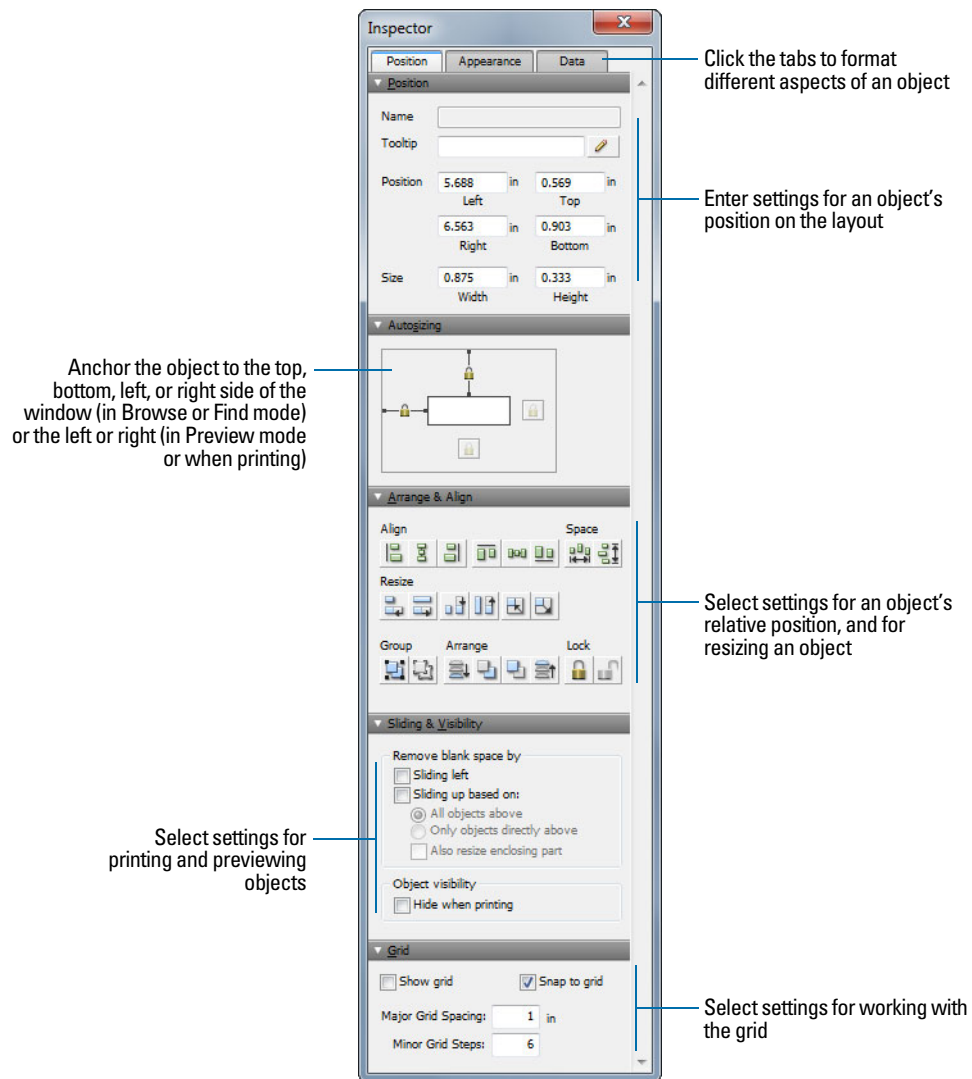 Inspector
Position Appearance Data
Click the tabs to format
different aspects of an object
Position
Name
Tooltip
Position 5.688 in 0.569 in
Left Top
6.563 in 0.903 in
Right Bottom
Size 0.875 in 0.333 in
Width Height
Enter settings for an object's
position on the layout
Autosizing
Anchor the object to the top,
bottom, left, or right side of the
window (in Browse or Find mode)
or the left or right (in Preview mode
or when printing)
Arrange & Align
Align Space
Resize
Group Arrange Lock
Select settings for an object's
relative position, and for
resizing an object
Sliding & Visibility
Remove blank space by
Sliding left
Sliding up based on:
All objects above
Only objects directly above
Also resize enclosing part
Object visibility
Hide when printing
Select settings for
printing and previewing
objects
Grid
Show grid Snap to grid
Major Grid Spacing: 1 in
Minor Grid Steps: 6
Select settings for working with
the grid